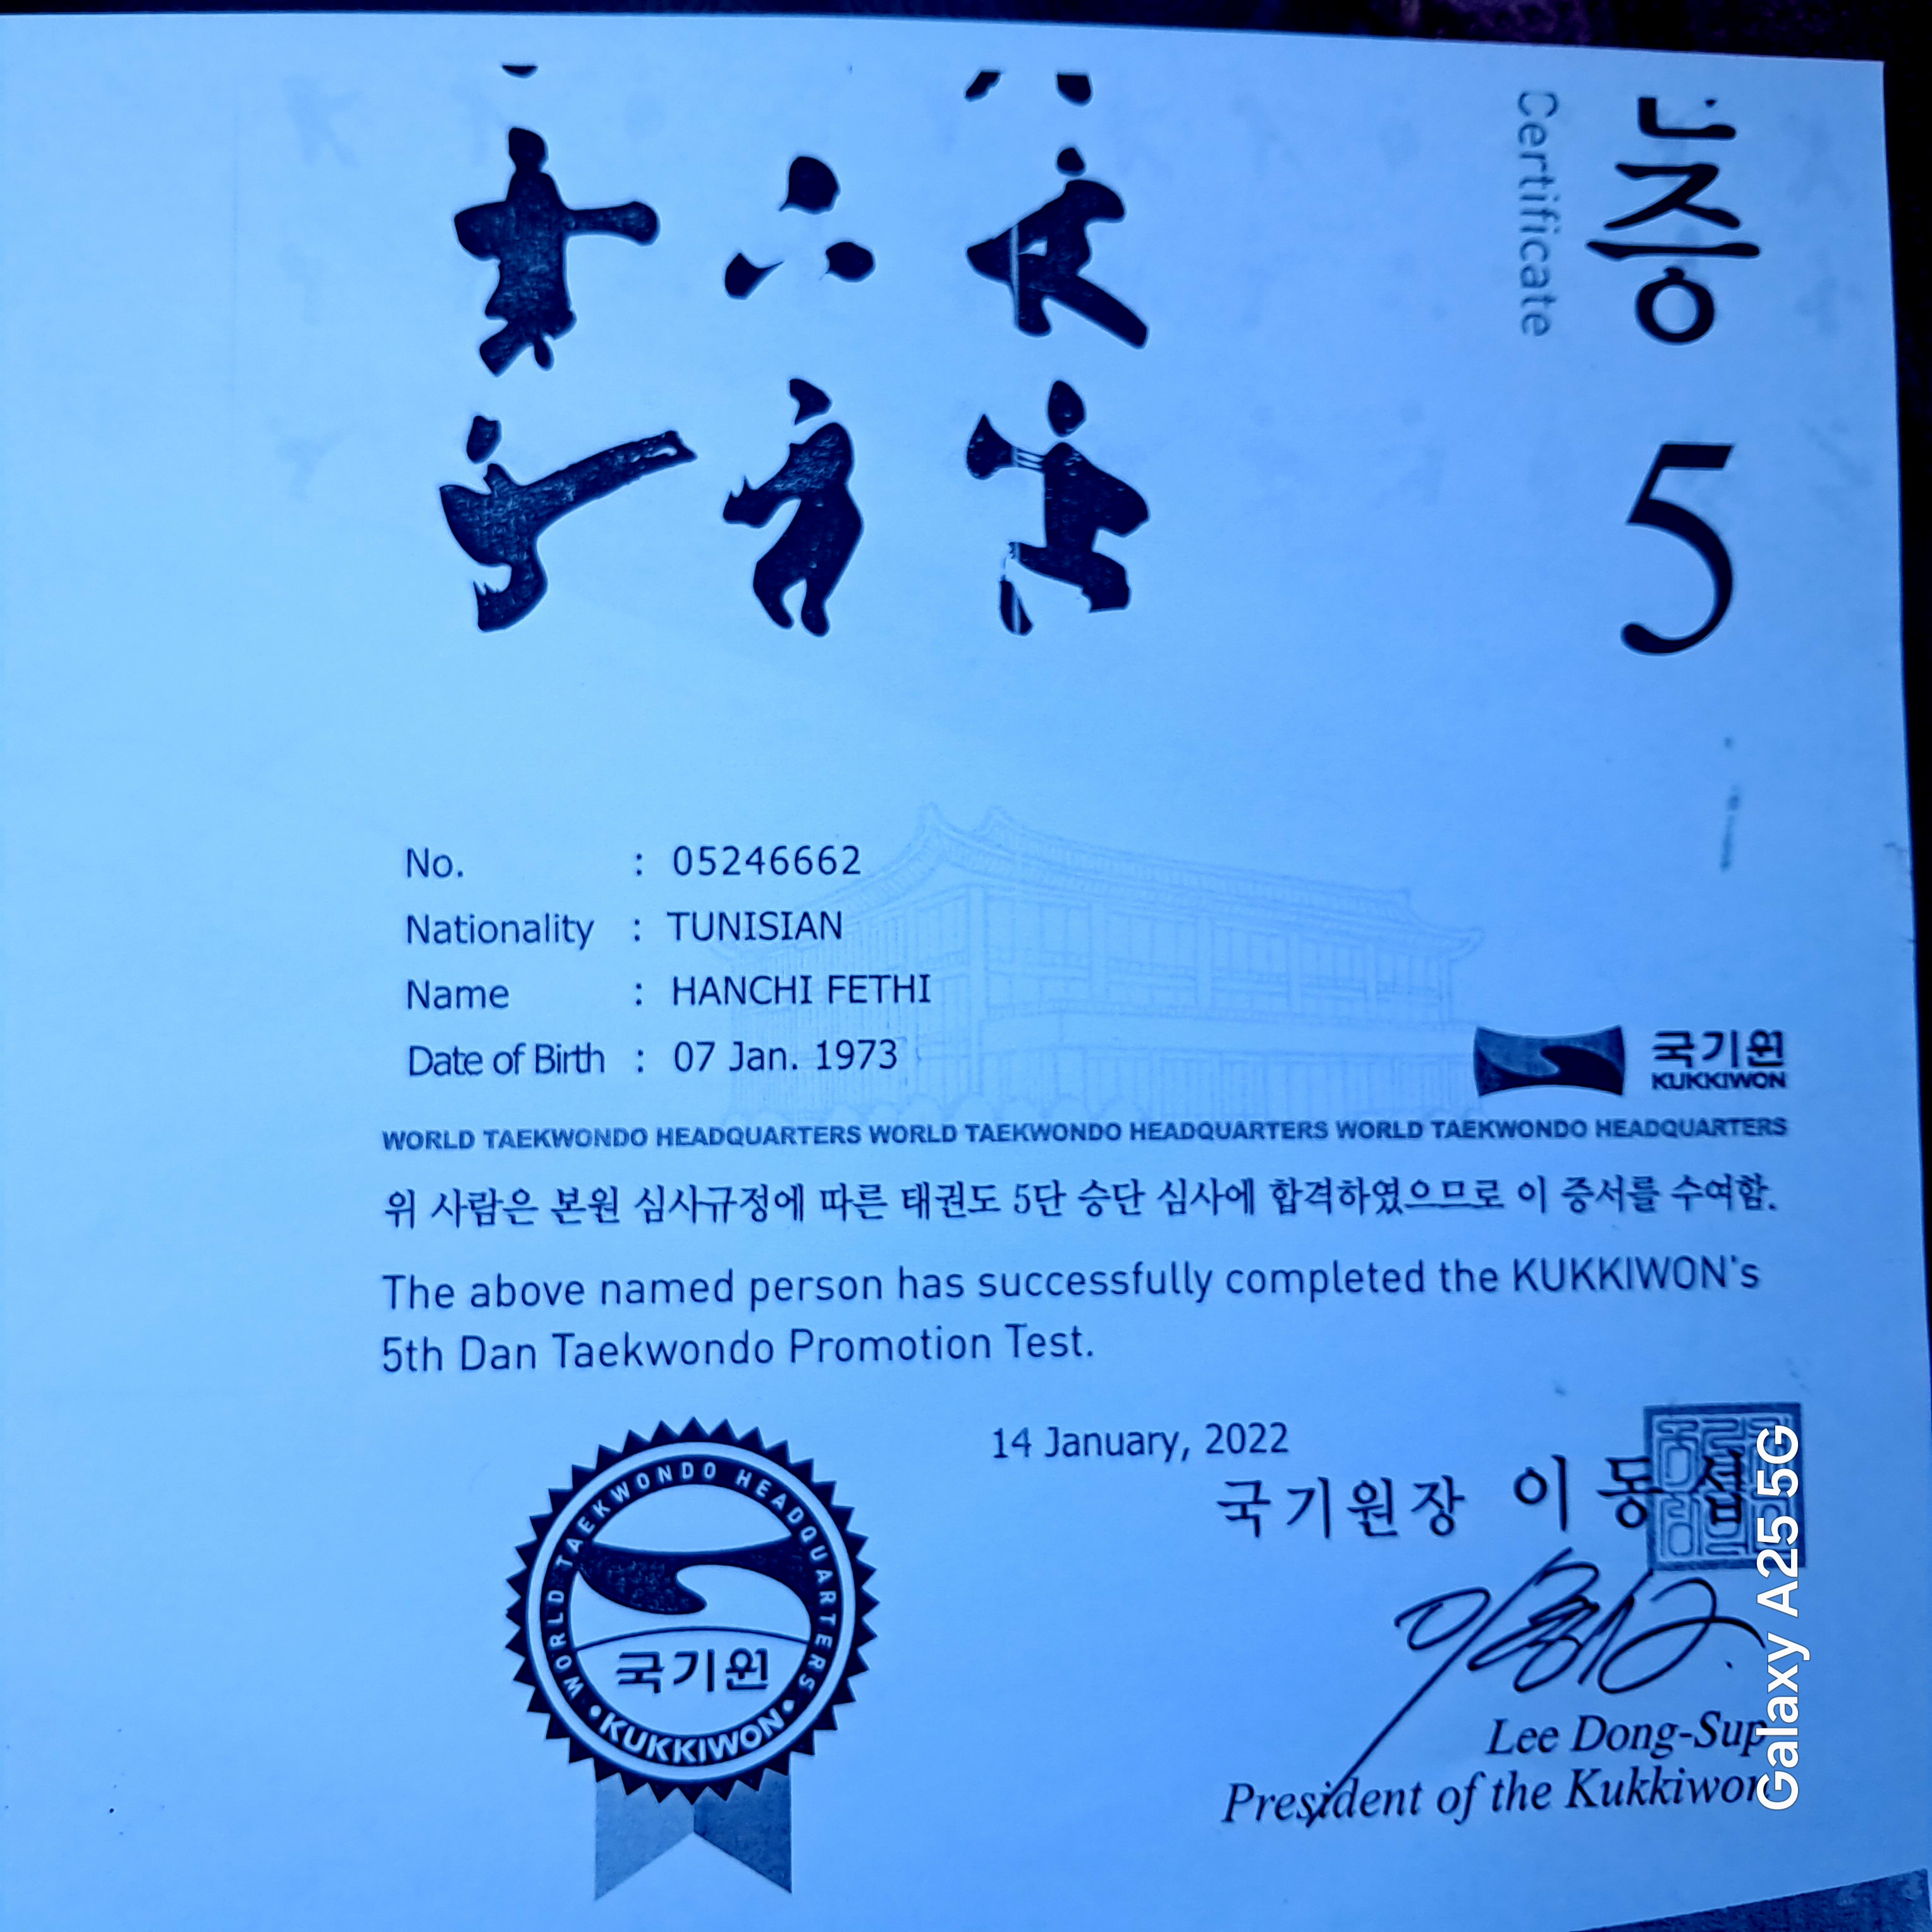 증
Certificate
5
No. : 05246662
Nationality : TUNISIAN
Name : HANCHI FETHI
Date of Birth : 07 Jan. 1973
국기원
KUKKIWON
WORLD TAEKWONDO HEADQUARTERS WORLD TAEKWONDO HEADQUARTERS WORLD TAEKWONDO HEADQUARTERS
위 사람은 본원 심사규정에 따른 태권도 5단 승단 심사에 합격하였으므로 이 증서를 수여함.
The above named person has successfully completed the KUKKIWON's
5th Dan Taekwondo Promotion Test.
14 January, 2022
국기원장 이 동 섭
WORLD TAEKWONDO HEADQUARTERS
국기원
• KUKKIWON •
Lee Dong-Sup
President of the Kukkiwon
Galaxy A25 5G